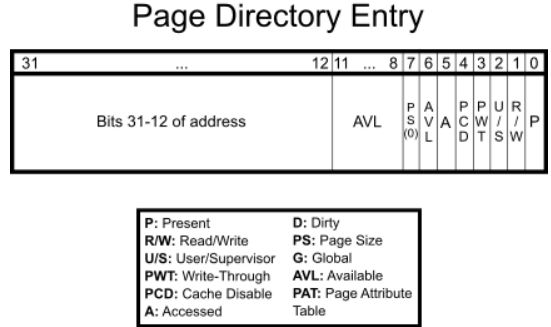 Page Directory Entry
31 ... 12 11 ... 8 7 6 5 4 3 2 1 0
Bits 31-12 of address AVL PS(0) AVL A PCD PWT U/S R/W P
P: Present D: Dirty
R/W: Read/Write PS: Page Size
U/S: User/Supervisor G: Global
PWT: Write-Through AVL: Available
PCD: Cache Disable PAT: Page Attribute
A: Accessed Table